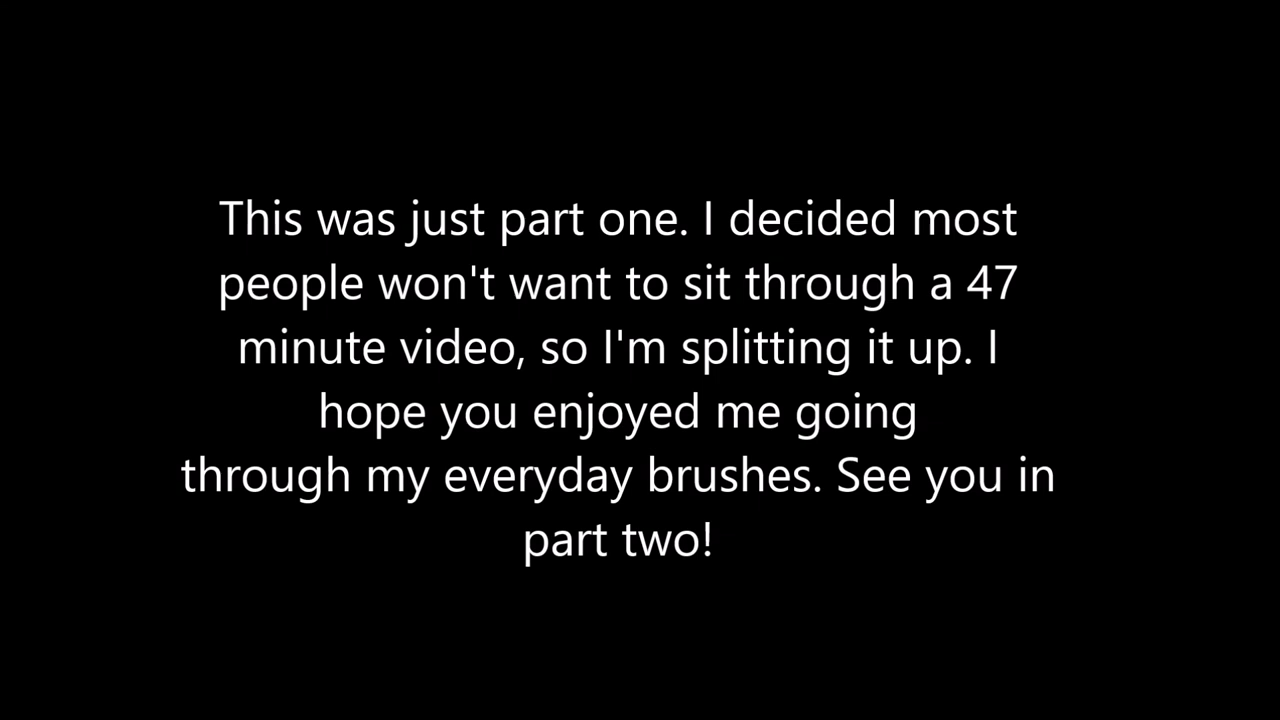 This was just part one. I decided most
people won't want to sit through a 47
minute video, so I'm splitting it up. I
hope you enjoyed me going
through my everyday brushes. See you in
part two!